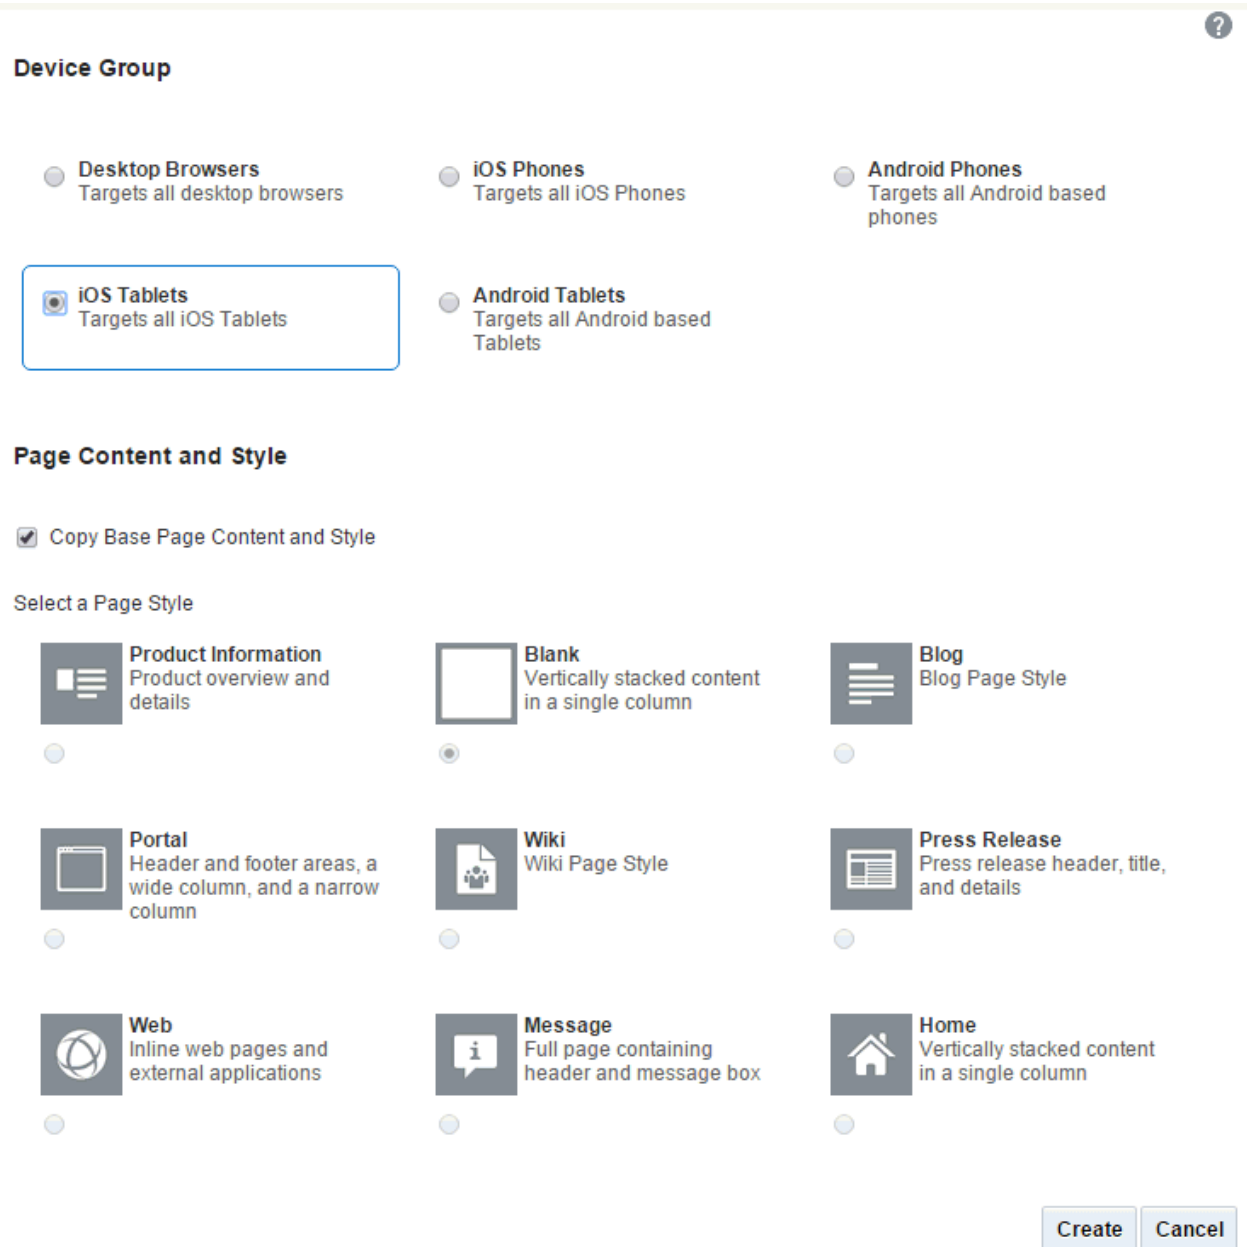 ?
Device Group
Desktop Browsers
Targets all desktop browsers
iOS Phones
Targets all iOS Phones
Android Phones
Targets all Android based
phones
iOS Tablets
Targets all iOS Tablets
Android Tablets
Targets all Android based
Tablets
Page Content and Style
Copy Base Page Content and Style
Select a Page Style
Product Information
Product overview and
details
Blank
Vertically stacked content
in a single column
Blog
Blog Page Style
Portal
Header and footer areas, a
wide column, and a narrow
column
Wiki
Wiki Page Style
Press Release
Press release header, title,
and details
Web
Inline web pages and
external applications
i
Message
Full page containing
header and message box
Home
Vertically stacked content
in a single column
Create
Cancel